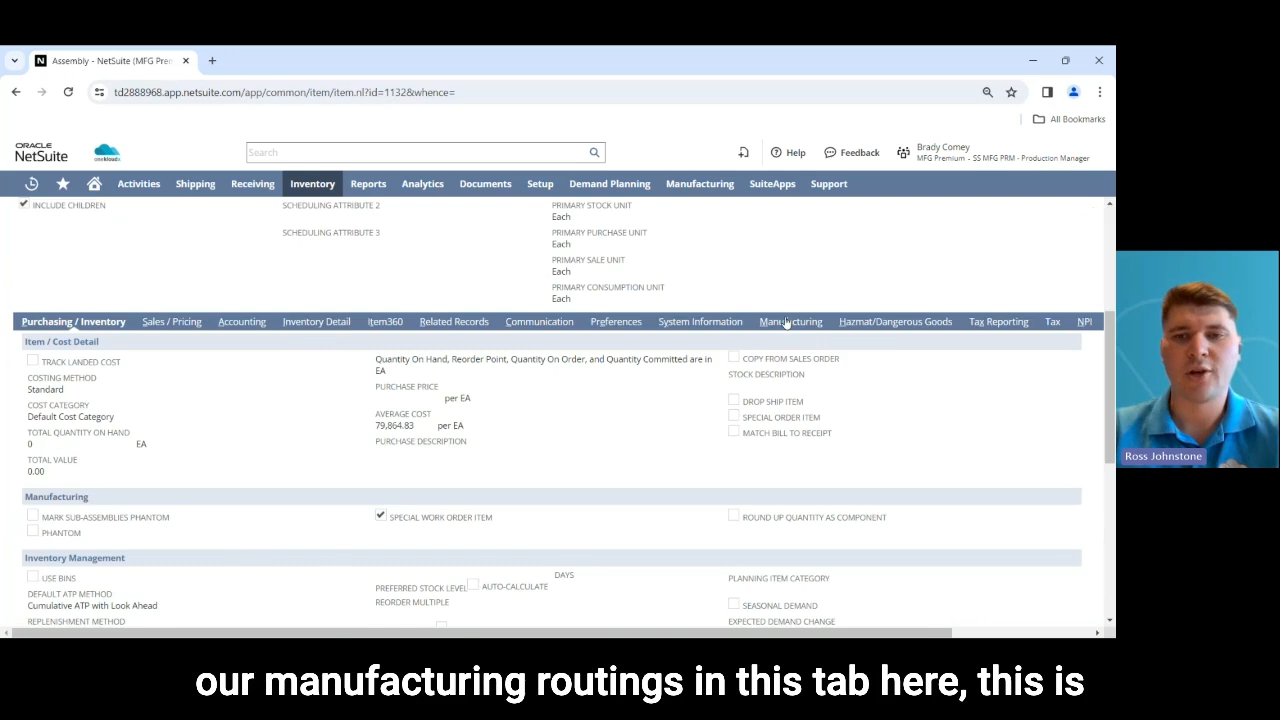 Assembly - NetSuite (MFG Prem
td2888968.app.netsuite.com/app/common/item/item.nl?id=1132&whence=
All Bookmarks
ORACLE
NetSuite
onekloudx
Search
Help
Feedback
Brady Comey
MFG Premium - SS MFG PRM - Production Manager
Activities Shipping Receiving Inventory Reports Analytics Documents Setup Demand Planning Manufacturing SuiteApps Support
INCLUDE CHILDREN
SCHEDULING ATTRIBUTE 2
SCHEDULING ATTRIBUTE 3
PRIMARY STOCK UNIT
Each
PRIMARY PURCHASE UNIT
Each
PRIMARY SALE UNIT
Each
PRIMARY CONSUMPTION UNIT
Each
Purchasing / Inventory Sales / Pricing Accounting Inventory Detail Item360 Related Records Communication Preferences System Information Manufacturing Hazmat/Dangerous Goods Tax Reporting Tax NPI
Item / Cost Detail
TRACK LANDED COST
COSTING METHOD
Standard
COST CATEGORY
Default Cost Category
TOTAL QUANTITY ON HAND
0 EA
TOTAL VALUE
0.00
Quantity On Hand, Reorder Point, Quantity On Order, and Quantity Committed are in
EA
PURCHASE PRICE
per EA
AVERAGE COST
79,864.83 per EA
PURCHASE DESCRIPTION
COPY FROM SALES ORDER
STOCK DESCRIPTION
DROP SHIP ITEM
SPECIAL ORDER ITEM
MATCH BILL TO RECEIPT
Manufacturing
MARK SUB-ASSEMBLIES PHANTOM
PHANTOM
SPECIAL WORK ORDER ITEM
ROUND UP QUANTITY AS COMPONENT
Inventory Management
USE BINS
DEFAULT ATP METHOD
Cumulative ATP with Look Ahead
REPLENISHMENT METHOD
DAYS
PREFERRED STOCK LEVEL
AUTO-CALCULATE
REORDER MULTIPLE
PLANNING ITEM CATEGORY
SEASONAL DEMAND
EXPECTED DEMAND CHANGE
Ross Johnstone
our manufacturing routings in this tab here, this is